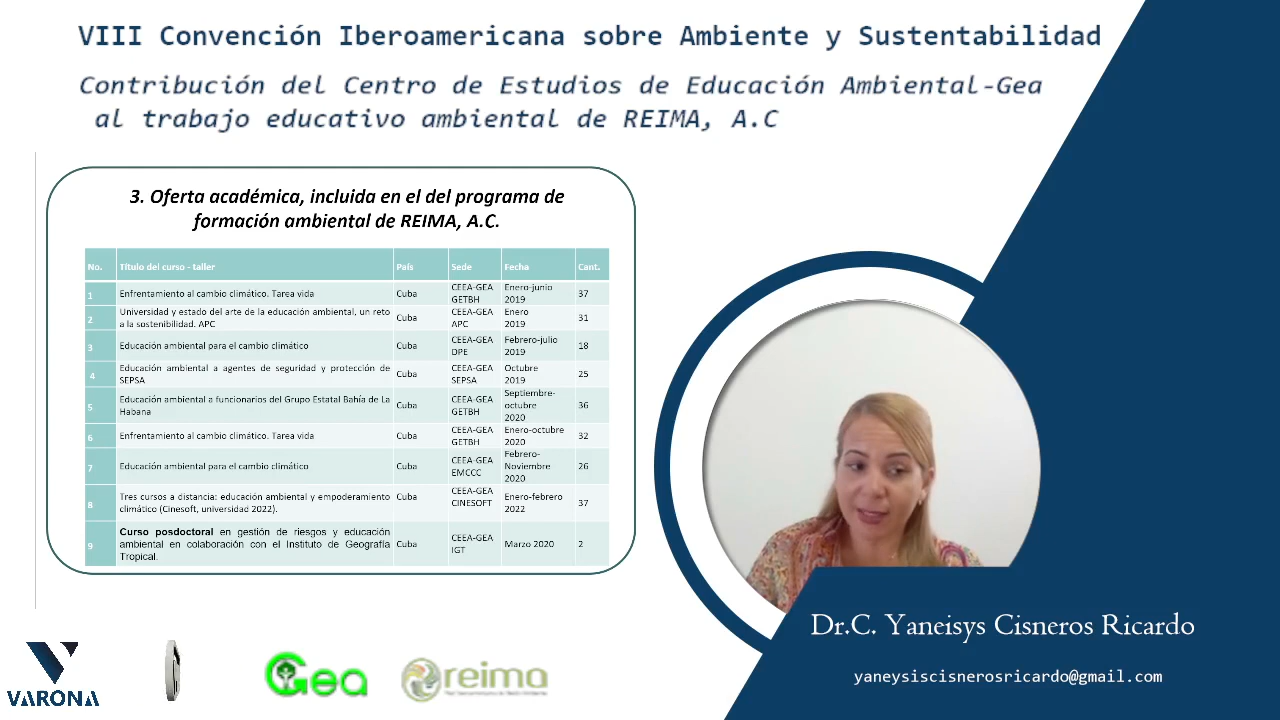 VIII Convención Iberoamericana sobre Ambiente y Sustentabilidad
Contribución del Centro de Estudios de Educación Ambiental-Gea
al trabajo educativo ambiental de REIMA, A.C
3. Oferta académica, incluida en el del programa de
formación ambiental de REIMA, A.C.
No. Título del curso - taller País Sede Fecha Cant.
1 Enfrentamiento al cambio climático. Tarea vida Cuba CEEA-GEA GETBH Enero-junio 2019 37
2 Universidad y estado del arte de la educación ambiental, un reto a la sostenibilidad. APC Cuba CEEA-GEA APC Enero 2019 31
3 Educación ambiental para el cambio climático Cuba CEEA-GEA DPE Febrero-julio 2019 18
4 Educación ambiental a agentes de seguridad y protección de SEPSA Cuba CEEA-GEA SEPSA Octubre 2019 25
5 Educación ambiental a funcionarios del Grupo Estatal Bahía de La Habana Cuba CEEA-GEA GETBH Septiembre-octubre 2020 36
6 Enfrentamiento al cambio climático. Tarea vida Cuba CEEA-GEA GETBH Enero-octubre 2020 32
7 Educación ambiental para el cambio climático Cuba CEEA-GEA EMCCC Febrero-Noviembre 2020 26
8 Tres cursos a distancia: educación ambiental y empoderamiento climático (Cinesoft, universidad 2022). Cuba CEEA-GEA CINESOFT Enero-febrero 2022 37
9 Curso posdoctoral en gestión de riesgos y educación ambiental en colaboración con el Instituto de Geografía Tropical. Cuba CEEA-GEA IGT Marzo 2020 2
Dr.C. Yaneisys Cisneros Ricardo
yaneysiscisnerosricardo@gmail.com
VARONA
Gea
reima